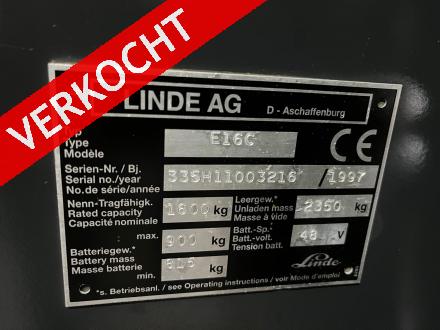 VERKOCHT
LINDE AG D - Aschaffenburg
Type E16C
Modèle
Serien-Nr. / Bj.
Serial no./year 335H11003216 / 1997
No. de série/année
Nenn-Tragfähigk. Leergew.*
Rated capacity 1600 kg Unladen mass 2350 kg
Capacité nominale Masse à vide
max. 900 kg Batt.-Sp. 48 V
Batteriegew.* Batt.-volt.
Battery mass Tension batt.
Masse batterie kg
min. Linde
*s. Betriebsanl. / see Operating instructions / voir Mode d'emploi